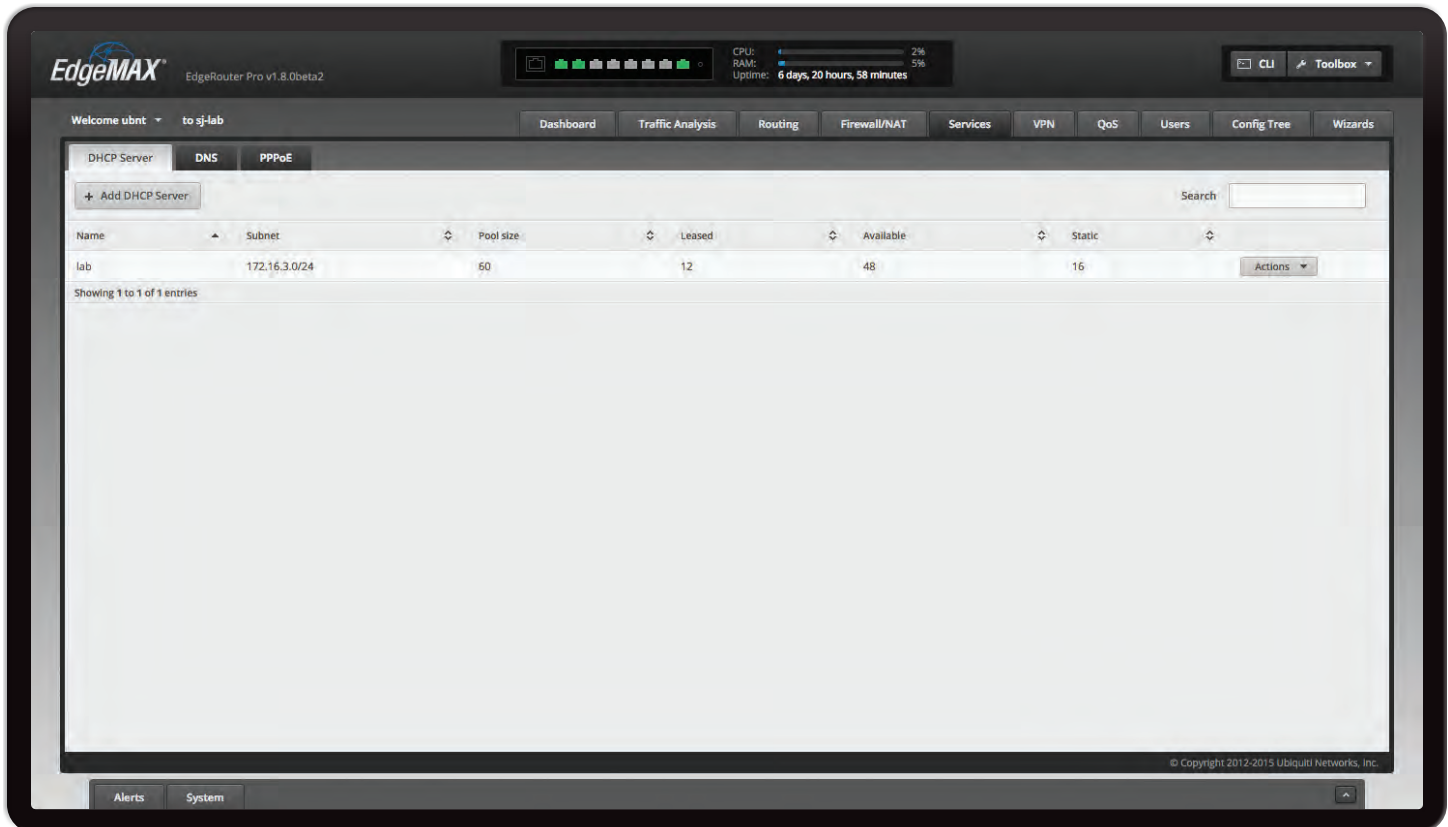 EdgeMAX® EdgeRouter Pro v1.8.0beta2
CPU: 2%
RAM: 5%
Uptime: 6 days, 20 hours, 58 minutes
CLI Toolbox
Welcome ubnt to sj-lab
Dashboard Traffic Analysis Routing Firewall/NAT Services VPN QoS Users Config Tree Wizards
DHCP Server DNS PPPoE
+ Add DHCP Server Search
Name Subnet Pool size Leased Available Static
lab 172.16.3.0/24 60 12 48 16 Actions
Showing 1 to 1 of 1 entries
© Copyright 2012-2015 Ubiquiti Networks, Inc.
Alerts System